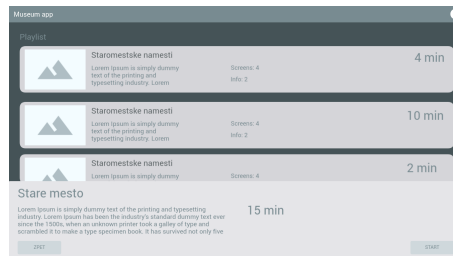 Museum app
Playlist
Staromestske namesti
4 min
Lorem Ipsum is simply dummy
text of the printing and
typesetting industry. Lorem
Screens: 4
Info: 2
Staromestske namesti
10 min
Lorem Ipsum is simply dummy
text of the printing and
typesetting industry. Lorem
Screens: 4
Info: 2
Staromestske namesti
2 min
Lorem Ipsum is simply dummy
Screens: 4
Stare mesto
Lorem Ipsum is simply dummy text of the printing and typesetting
industry. Lorem Ipsum has been the industry's standard dummy text ever
since the 1500s, when an unknown printer took a galley of type and
scrambled it to make a type specimen book. It has survived not only five
15 min
ZPET
START